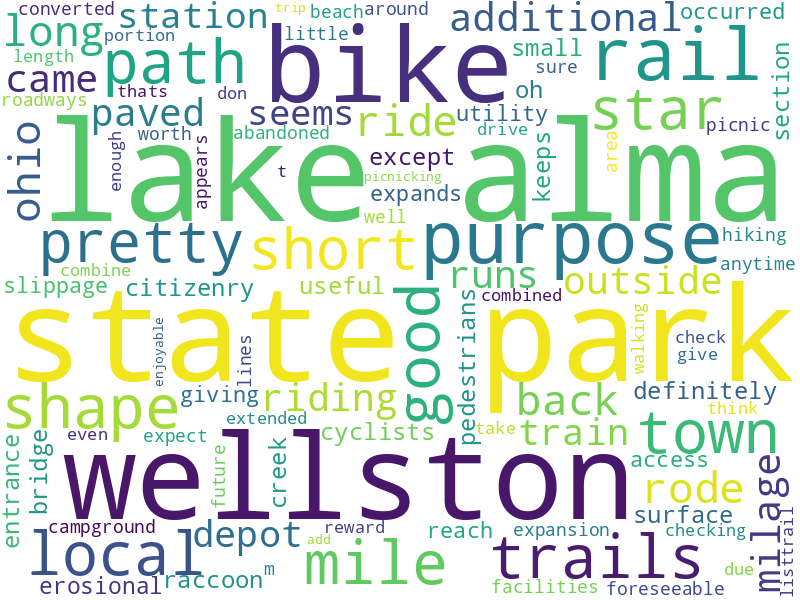 converted
station
trip
beach
around
additional
occurred
long
portion
little
bike
small
rail
length
path
sure
came
oh
section
roadways
thats
don
paved
seems
ride
utility
star
picnic
ohio
worth
abandoned
drive
enough
appears
lake
alma
area
except
keeps
t
picnicking
expands
well
pretty
short
purpose
hiking
combine
runs
outside
anytime
slippage
citizenry
useful
good
combined
state
park
enjoyable
lines
pedestrians
walking
check
give
shape
giving
riding
back
definitely
think
extended
take
train
town
entrance
bridge
even
expect
future
creek
cyclists
access
wellston
rode
milage
listtrail
surface
campground
depot
reward
reach
expansion
checking
local
add
mile
trails
due
erosional
raccoon
m
facilities
foreseeable